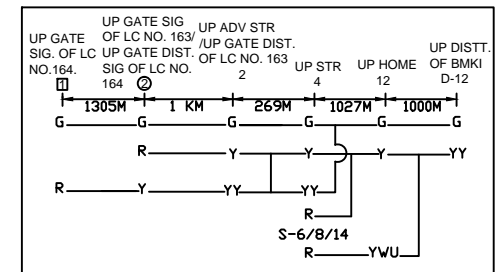 UP GATE
SIG. OF LC
NO.164.
1
UP GATE SIG
OF LC NO. 163/
UP GATE DIST.
SIG OF LC NO.
164
2
UP ADV STR
/UP GATE DIST.
OF LC NO. 163
2
UP STR
4
UP HOME
12
UP DISTT.
OF BMKI
D-12
1305M 1 KM 269M 1027M 1000M
G G G G G G
R Y Y Y YY
R Y YY YY
R
S-6/8/14
R YWU